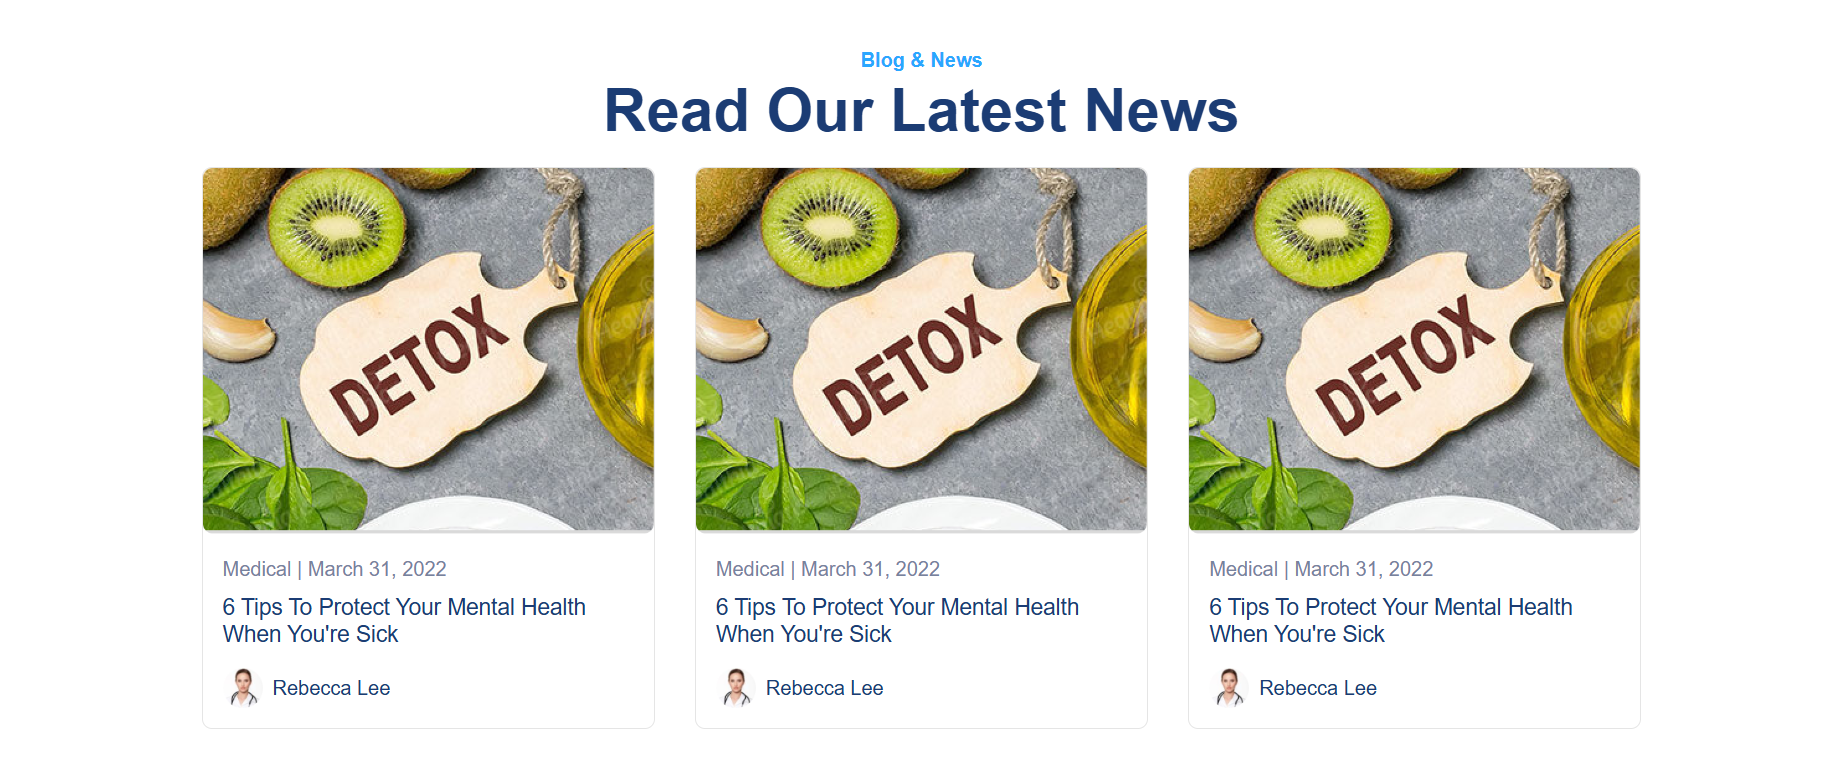 Blog & News
Read Our Latest News
DETOX
DETOX
DETOX
Medical | March 31, 2022
6 Tips To Protect Your Mental Health
When You're Sick
Rebecca Lee
Medical | March 31, 2022
6 Tips To Protect Your Mental Health
When You're Sick
Rebecca Lee
Medical | March 31, 2022
6 Tips To Protect Your Mental Health
When You're Sick
Rebecca Lee